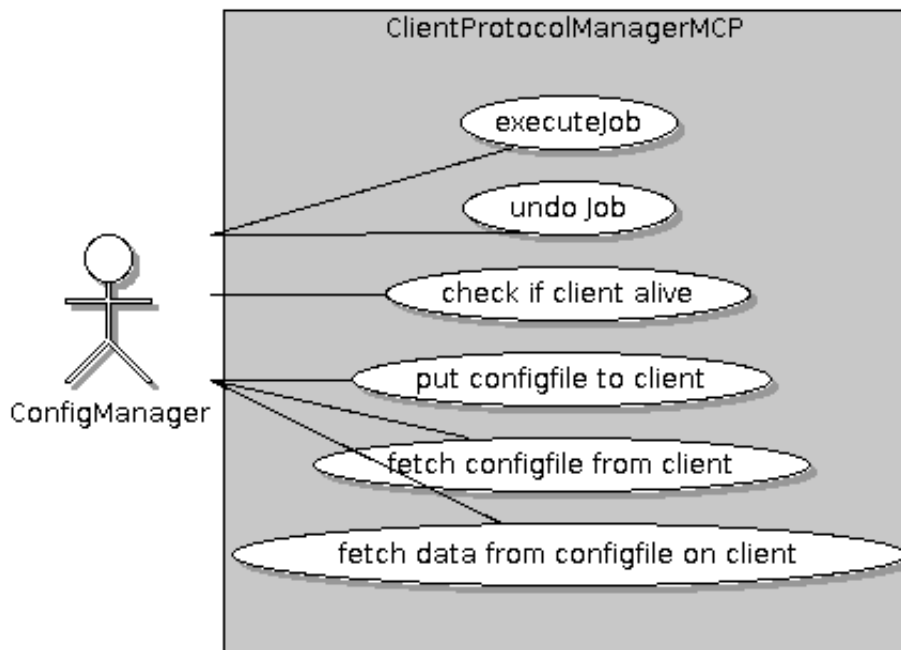 ClientProtocolManagerMCP
executeJob
undo Job
check if client alive
put configfile to client
ConfigManager
fetch configfile from client
fetch data from configfile on client